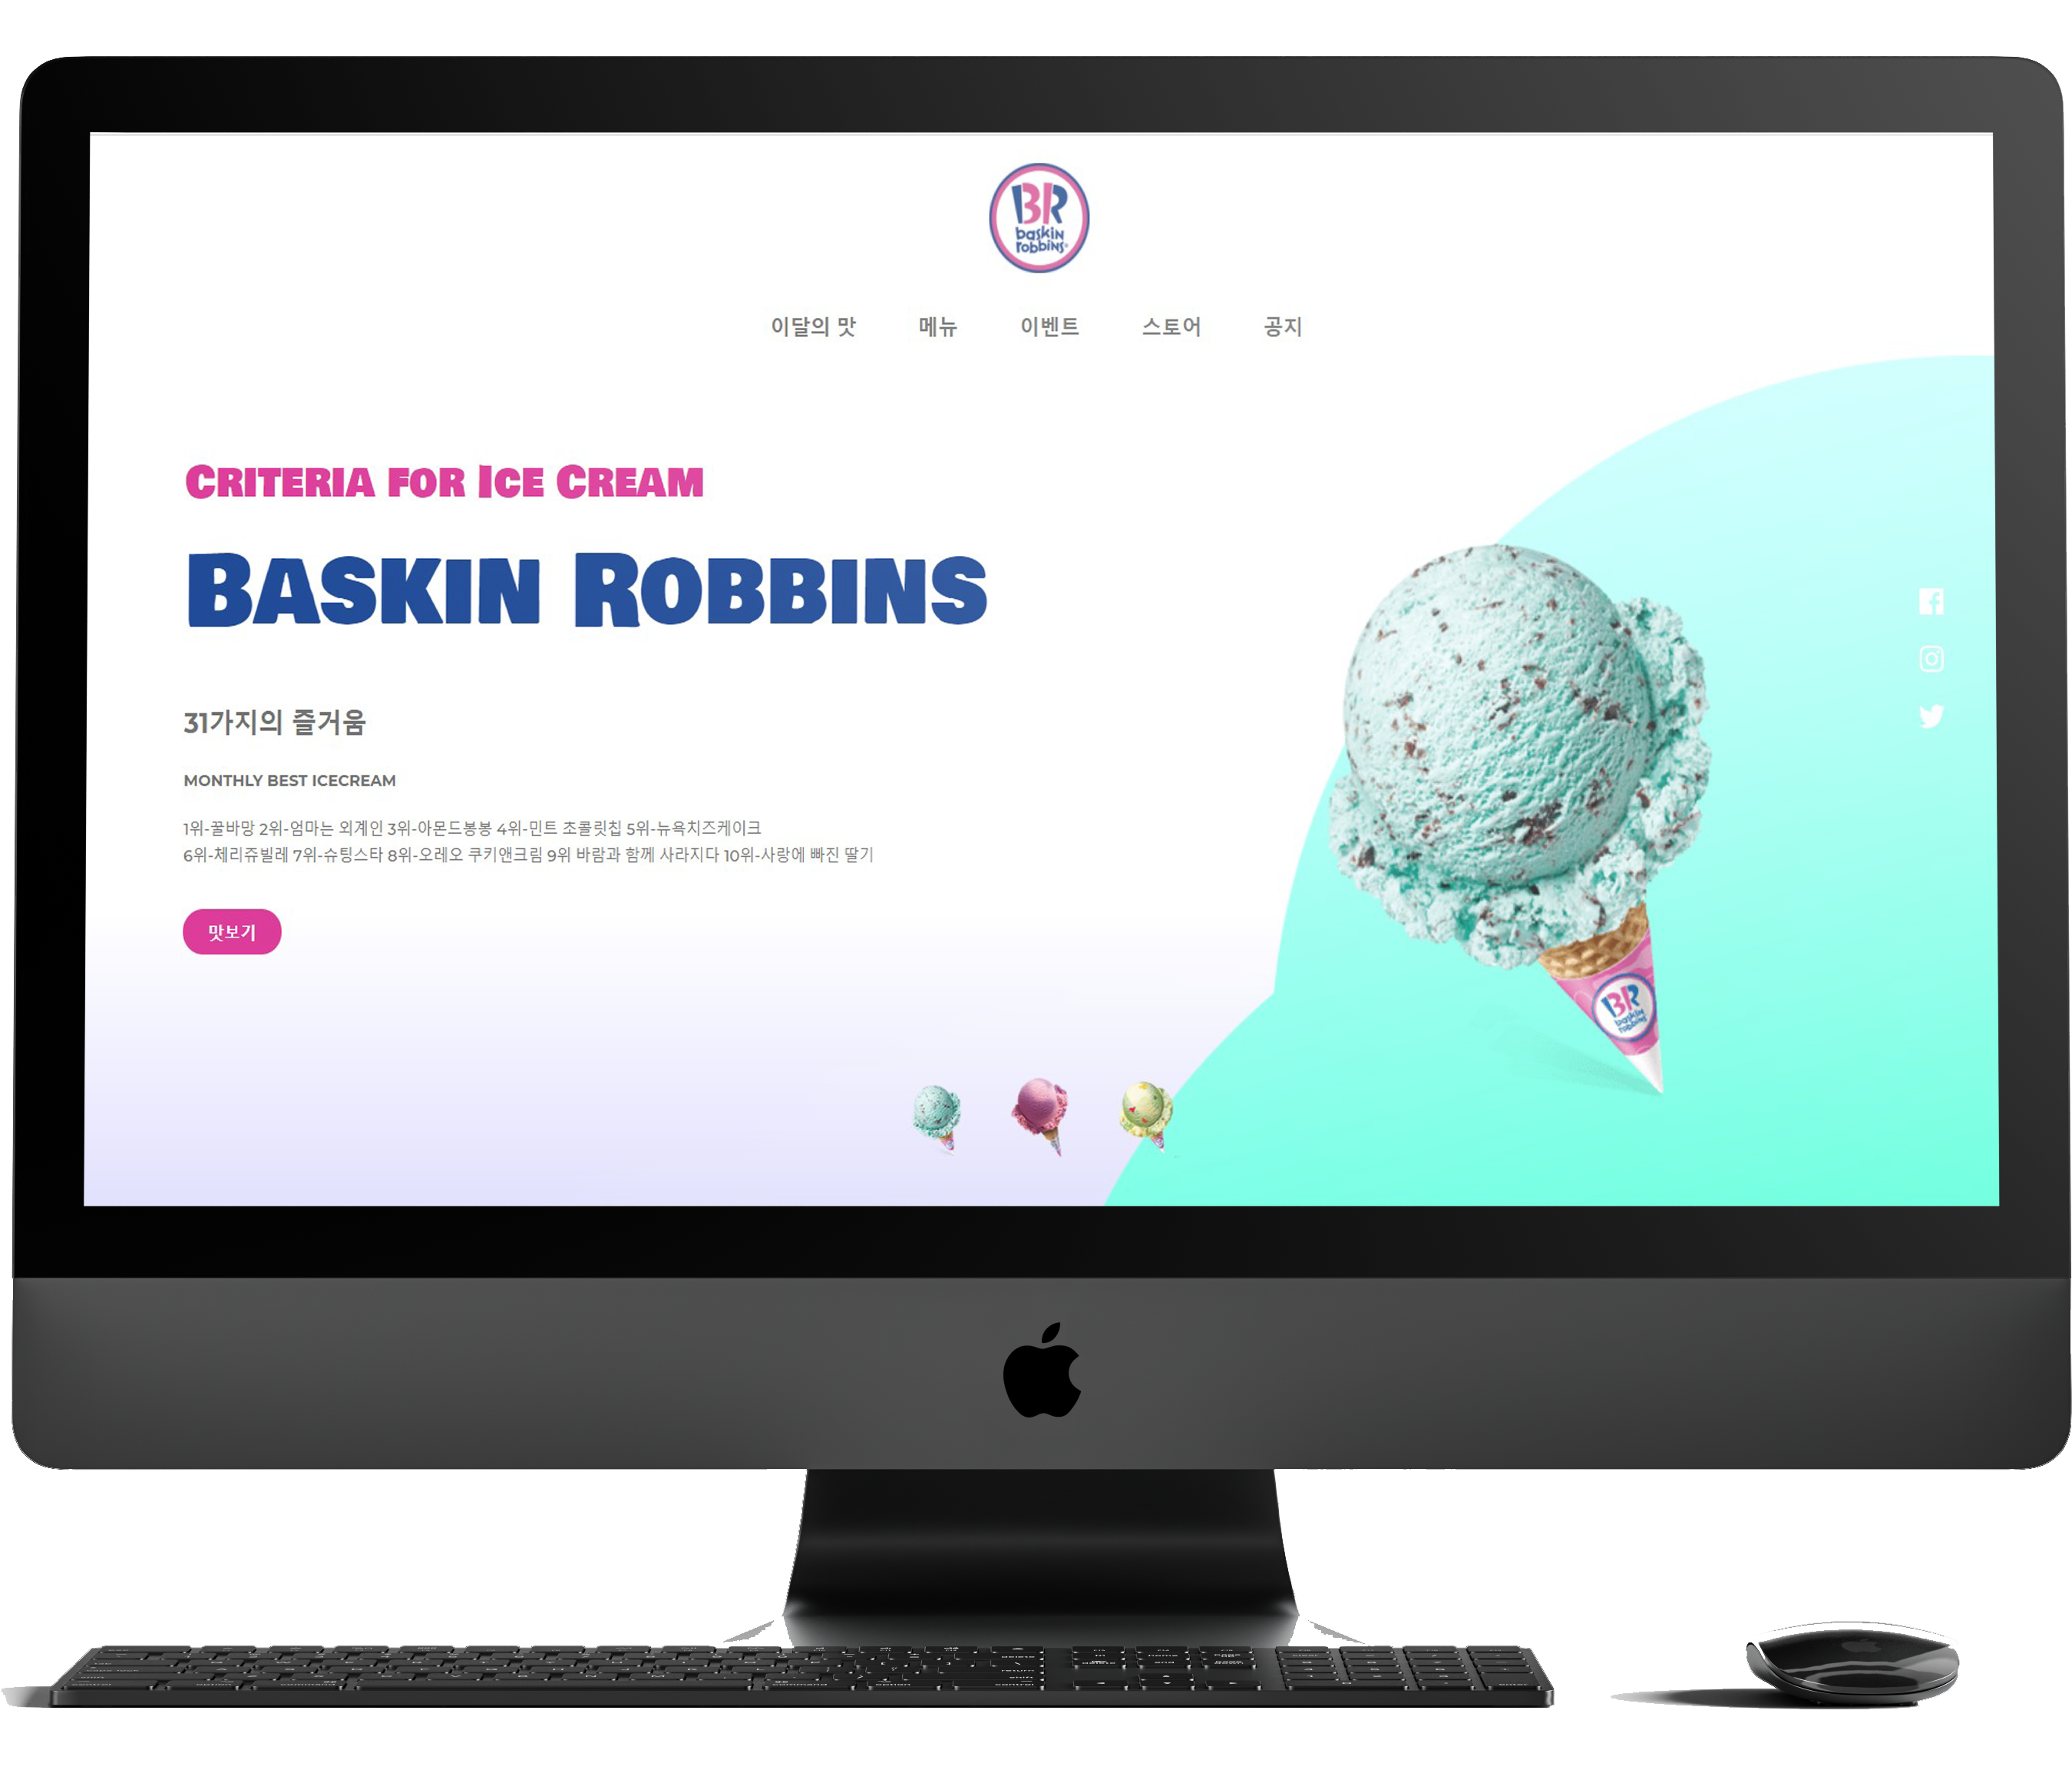 BR
baskin
robbins
이달의 맛 메뉴 이벤트 스토어 공지
Criteria for Ice Cream
Baskin Robbins
31가지의 즐거움
MONTHLY BEST ICECREAM
1위-꿀바망 2위-엄마는 외계인 3위-아몬드봉봉 4위-민트 초콜릿칩 5위-뉴욕치즈케이크
6위-체리쥬빌레 7위-슈팅스타 8위-오레오 쿠키앤크림 9위 바람과 함께 사라지다 10위-사랑에 빠진 딸기
맛보기
BR
baskin
robbins